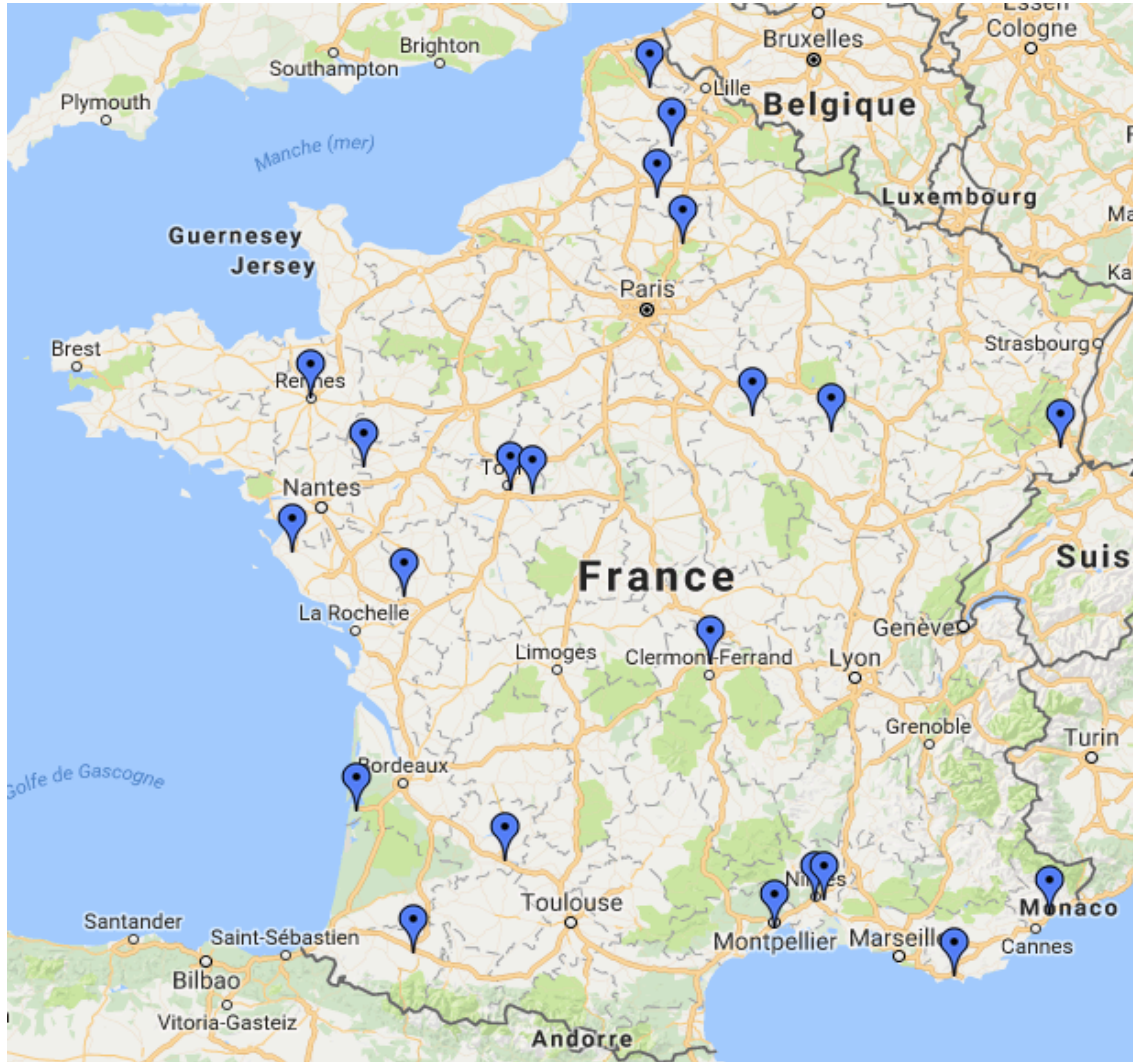 Essen
Cologne
Bruxelles
Brighton
Southampton
Lille
Plymouth
Belgique
Manche (mer)
Luxembourg
Guernesey
Jersey
Paris
Brest
Strasbourg
Rennes
Nantes
France
Suis
La Rochelle
Genève
Limoges
Clermont-Ferrand
Lyon
Grenoble
Turin
Golfe de Gascogne
Bordeaux
Nîmes
Toulouse
Monaco
Santander
Saint-Sébastien
Montpellier
Marseille
Cannes
Bilbao
Vitoria-Gasteiz
Andorre